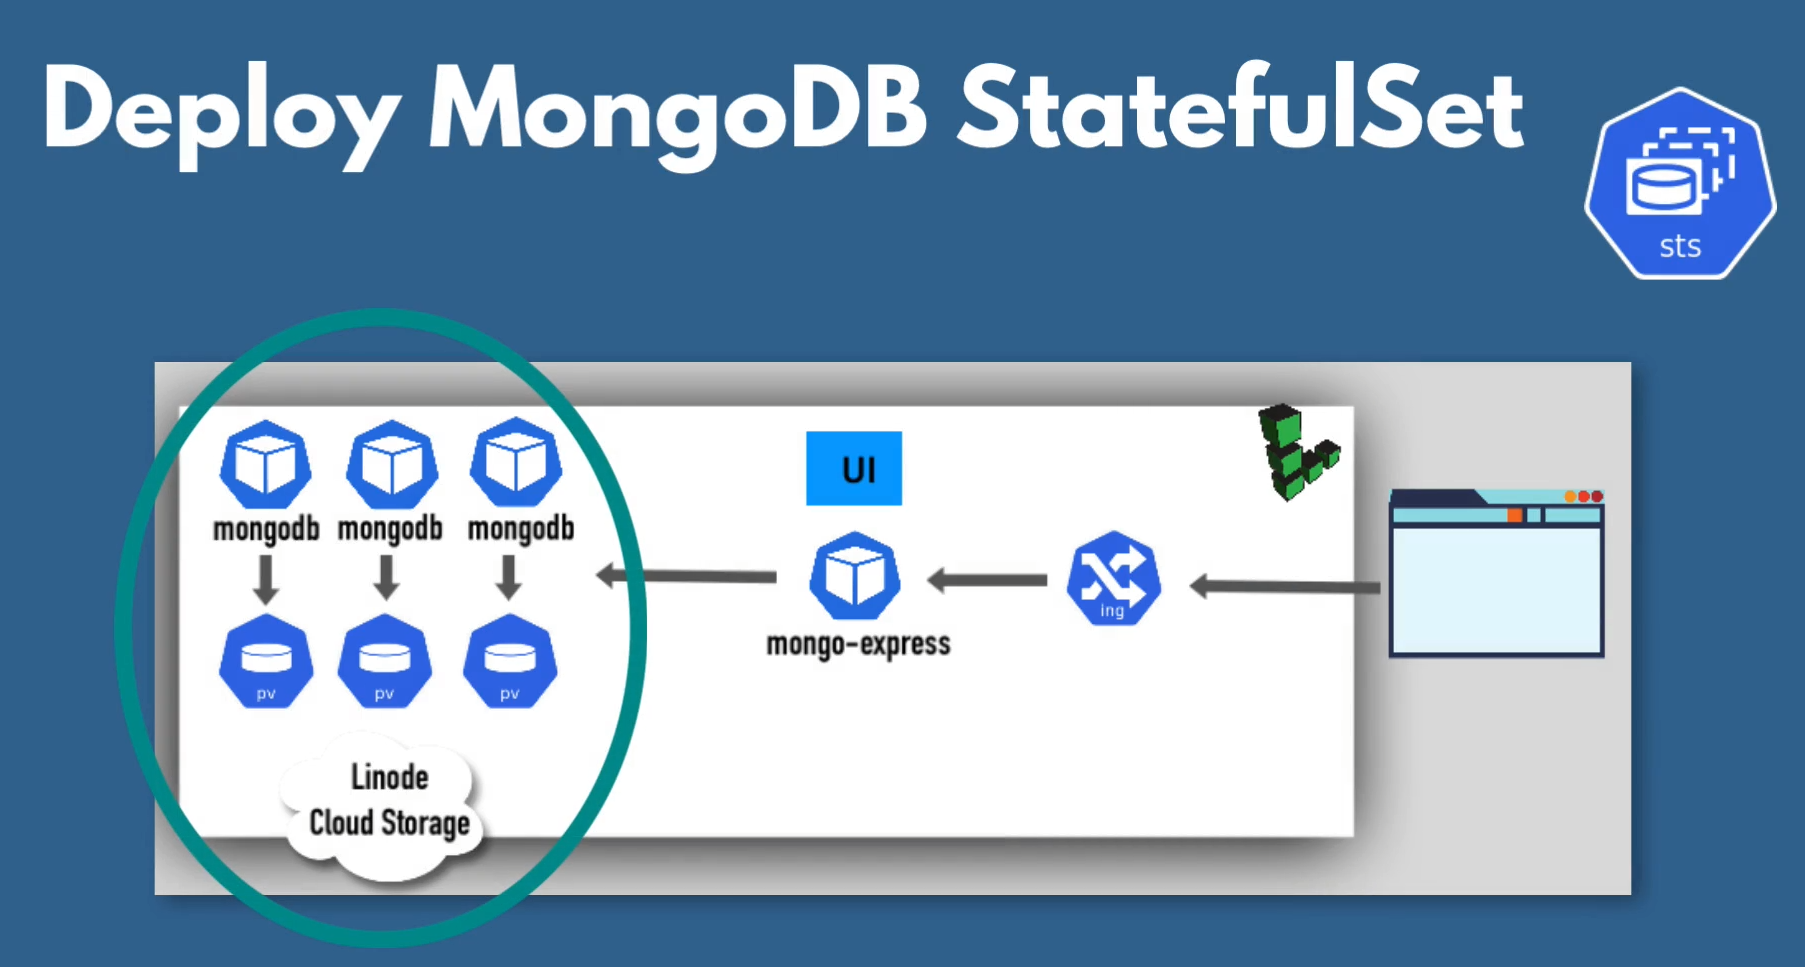 Deploy MongoDB StatefulSet
sts
mongodb mongodb mongodb
UI
ing
mongo-express
pv pv pv
Linode
Cloud Storage